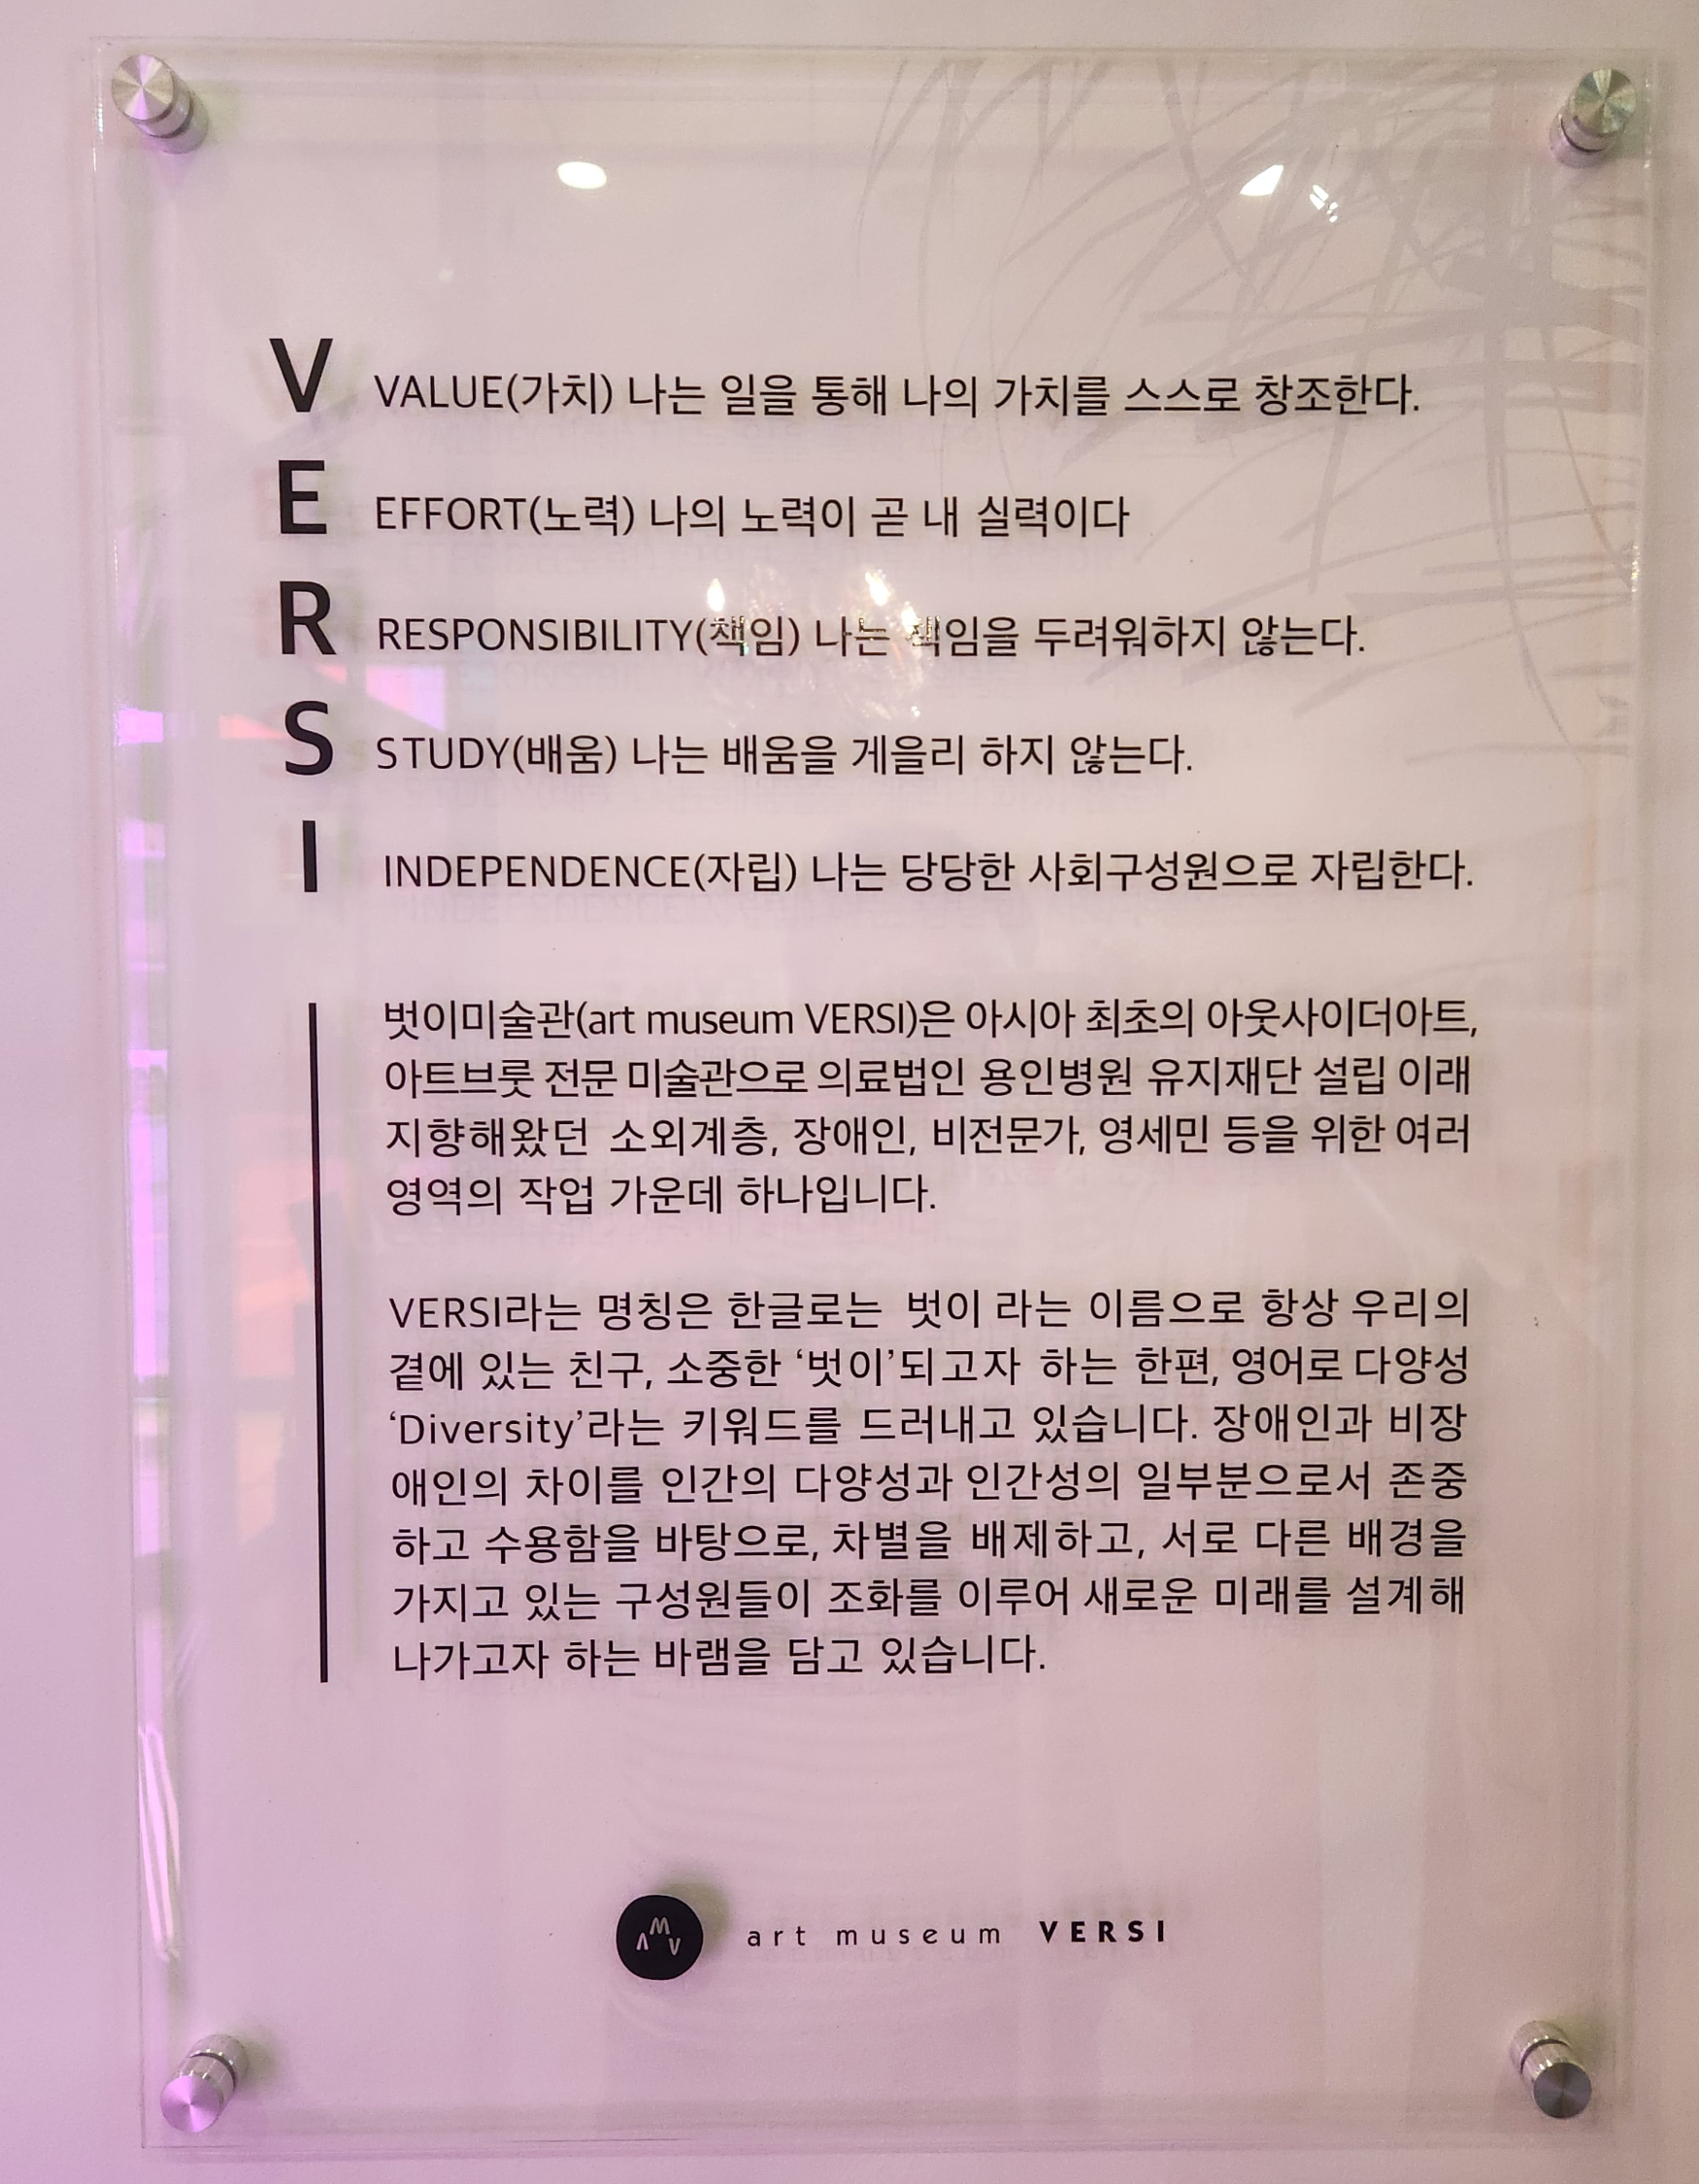 V VALUE(가치) 나는 일을 통해 나의 가치를 스스로 창조한다.
E EFFORT(노력) 나의 노력이 곧 내 실력이다
R RESPONSIBILITY(책임) 나는 책임을 두려워하지 않는다.
S STUDY(배움) 나는 배움을 게을리 하지 않는다.
I INDEPENDENCE(자립) 나는 당당한 사회구성원으로 자립한다.
벗이미술관(art museum VERSI)은 아시아 최초의 아웃사이더아트,
아트브룻 전문 미술관으로 의료법인 용인병원 유지재단 설립 이래
지향해왔던 소외계층, 장애인, 비전문가, 영세민 등을 위한 여러
영역의 작업 가운데 하나입니다.
VERSI라는 명칭은 한글로는 벗이 라는 이름으로 항상 우리의
곁에 있는 친구, 소중한 ‘벗이’되고자 하는 한편, 영어로 다양성
‘Diversity’라는 키워드를 드러내고 있습니다. 장애인과 비장
애인의 차이를 인간의 다양성과 인간성의 일부분으로서 존중
하고 수용함을 바탕으로, 차별을 배제하고, 서로 다른 배경을
가지고 있는 구성원들이 조화를 이루어 새로운 미래를 설계해
나가고자 하는 바램을 담고 있습니다.
AMV art museum VERSI